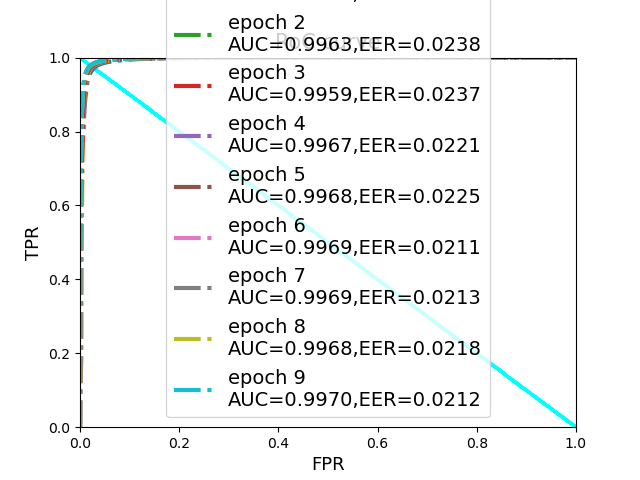 epoch 2
AUC=0.9963,EER=0.0238
epoch 3
AUC=0.9959,EER=0.0237
epoch 4
AUC=0.9967,EER=0.0221
epoch 5
AUC=0.9968,EER=0.0225
epoch 6
AUC=0.9969,EER=0.0211
epoch 7
AUC=0.9969,EER=0.0213
epoch 8
AUC=0.9968,EER=0.0218
epoch 9
AUC=0.9970,EER=0.0212
TPR
1.0
0.8
0.6
0.4
0.2
0.0
0.0 0.2 0.4 0.6 0.8 1.0
FPR